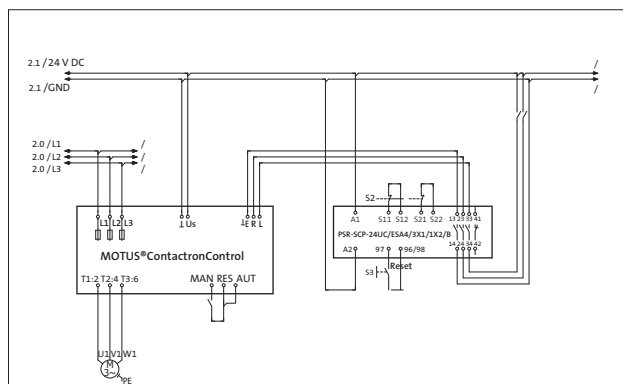 2.1 /24 V DC
/
2.1 /GND
/
2.0 / L1
/
2.0 / L2
/
2.0 / L3
/
L1 L2 L3
⊥ Us
⊥E R L
MOTUS®ContactronControl
T1:2 T2:4 T3:6
MAN RES AUT
U1 V1 W1
M
3~
PE
S2
A1 S11 S12 S21 S22
13 23 33 41
PSR-SCP-24UC/ESA4/3X1/1X2/B
A2 97 96/98
14 24 34 42
S3
Reset